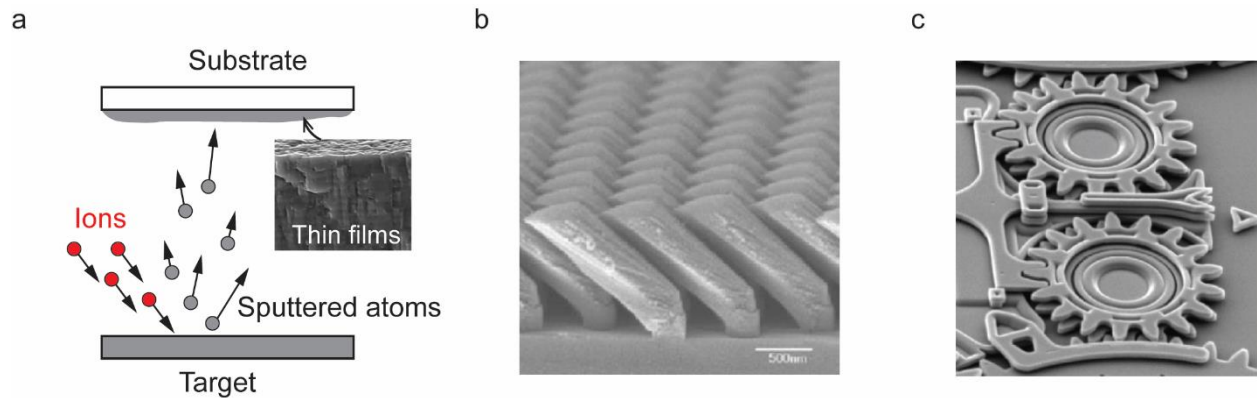 a
Substrate
Ions
Thin films
Sputtered atoms
Target
b
500nm
c